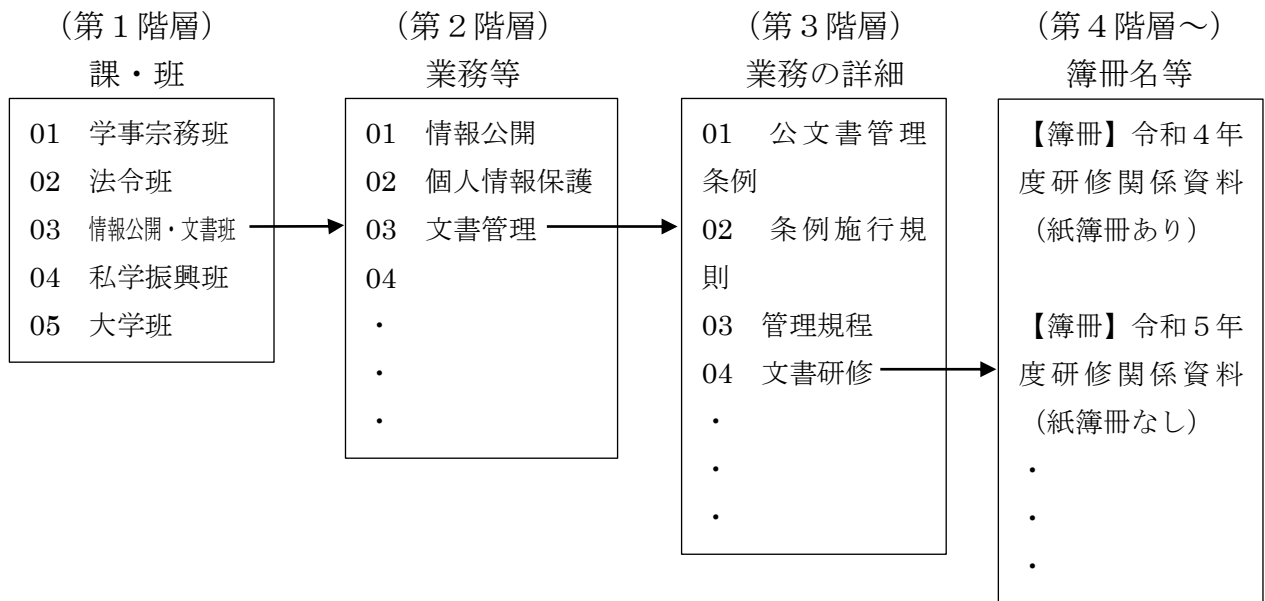 （第１階層）
課・班
01　学事宗務班
02　法令班
03　情報公開・文書班
04　私学振興班
05　大学班
（第２階層）
業務等
01　情報公開
02　個人情報保護
03　文書管理
04
・
・
・
（第３階層）
業務の詳細
01　公文書管理
条例
02　条例施行規
則
03　管理規程
04　文書研修
・
・
・
（第４階層～）
簿冊名等
【簿冊】令和４年
度研修関係資料
（紙簿冊あり）
【簿冊】令和５年
度研修関係資料
（紙簿冊なし）
・
・
・